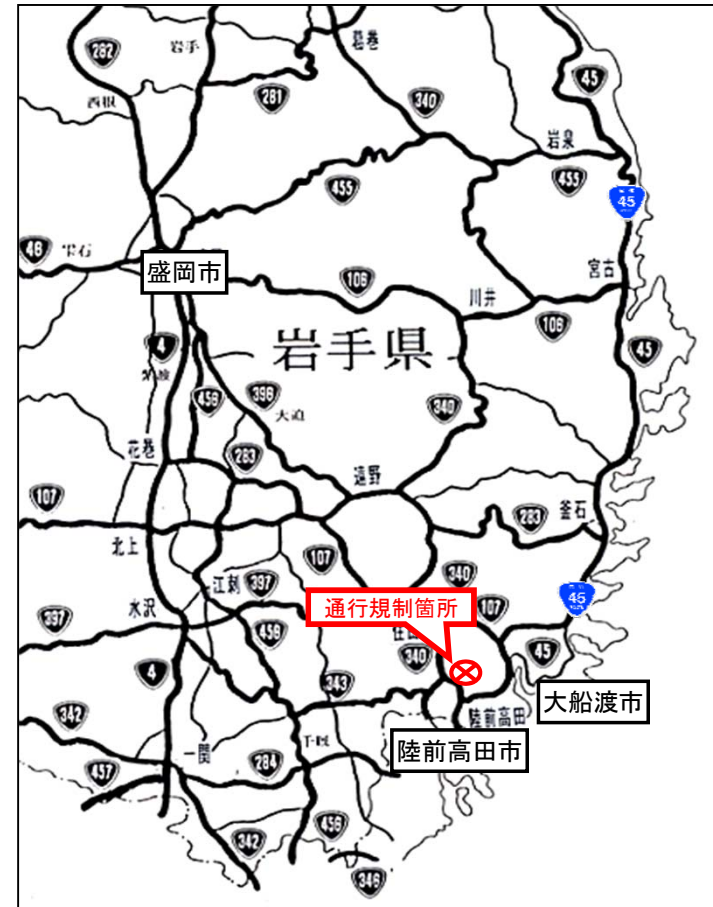 282
岩手
葛巻
45
西根
281
340
岩泉
455
455
45
46
雫石
盛岡市
106
川井
宮古
106
岩手県
4
45
456
396
大迫
340
花巻
283
遠野
107
釜石
283
北上
107
江刺
397
340
107
45
397
水沢
通行規制箇所
456
住田
340
45
4
343
大船渡市
342
陸前高田
千厩
陸前高田市
一関
284
457
456
342
346